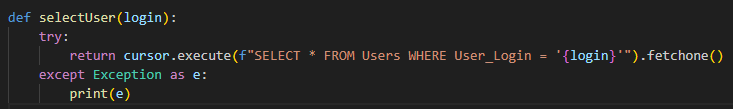 def selectUser(login):
    try:
        return cursor.execute(f"SELECT * FROM Users WHERE User_Login = '{login}'").fetchone()
    except Exception as e:
        print(e)